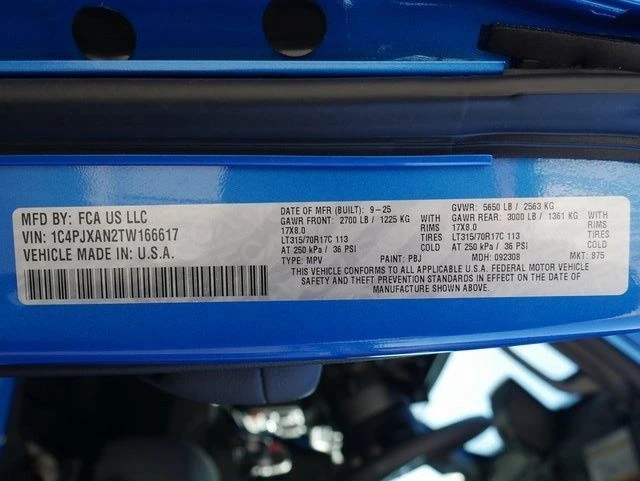 MFD BY: FCA US LLC
VIN: 1C4PJXAN2TW166617
VEHICLE MADE IN: U.S.A.
DATE OF MFR (BUILT): 9-25
GAWR FRONT: 2700 LB / 1225 KG WITH
17X8.0 RIMS
LT315/70R17C 113 TIRES
AT 250 kPa / 36 PSI COLD
TYPE: MPV PAINT: PBJ
GVWR: 5650 LB / 2563 KG
GAWR REAR: 3000 LB / 1361 KG WITH
17X8.0 RIMS
LT315/70R17C 113 TIRES
AT 250 kPa / 36 PSI COLD
MDH: 092308 MKT: 875
THIS VEHICLE CONFORMS TO ALL APPLICABLE U.S.A. FEDERAL MOTOR VEHICLE
SAFETY AND THEFT PREVENTION STANDARDS IN EFFECT ON THE DATE OF
MANUFACTURE SHOWN ABOVE.